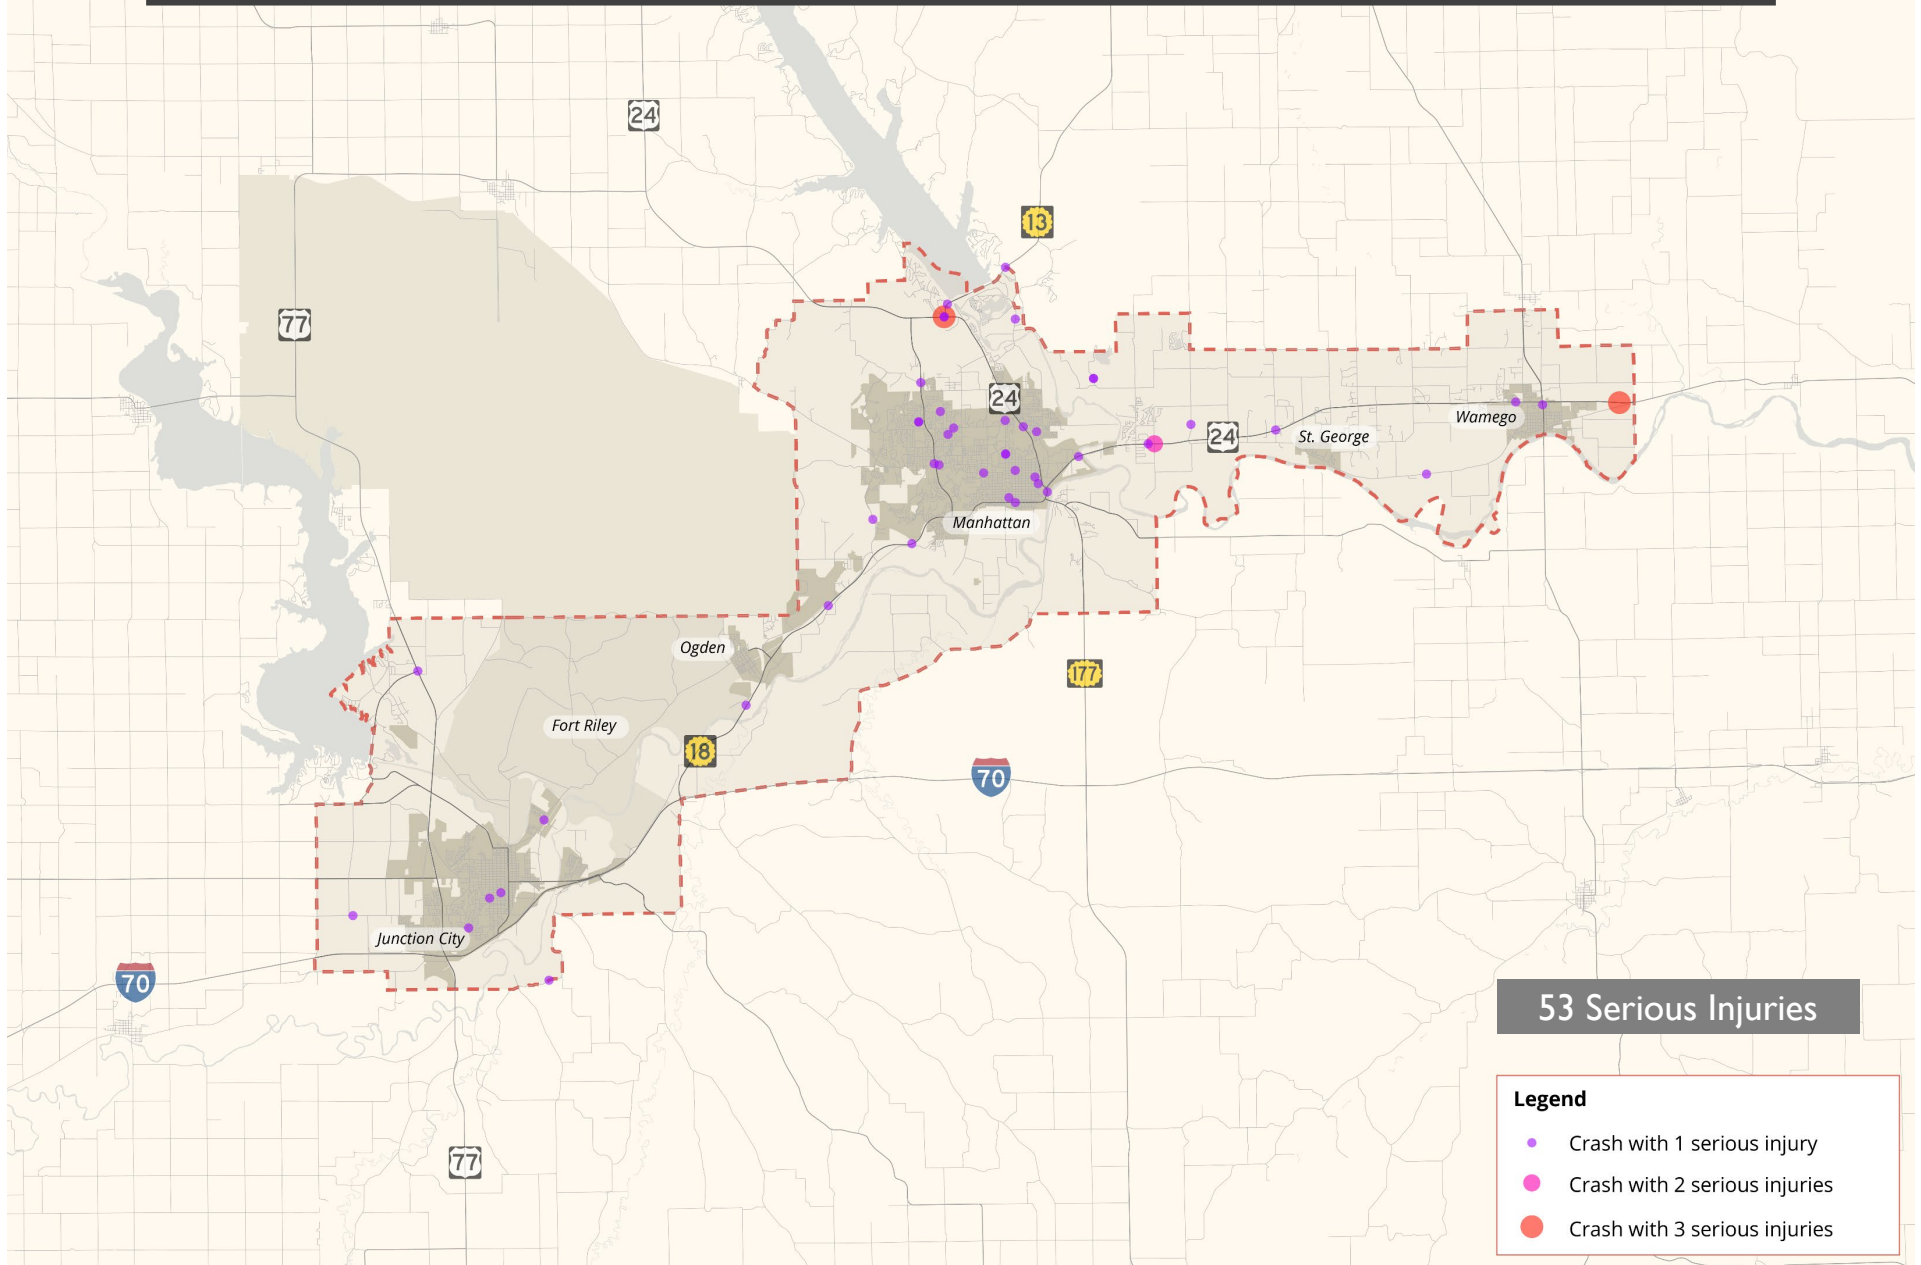 24
13
77
24
24
Wamego
St. George
Manhattan
Ogden
177
Fort Riley
18
70
Junction City
70
53 Serious Injuries
77
Legend
Crash with 1 serious injury
Crash with 2 serious injuries
Crash with 3 serious injuries